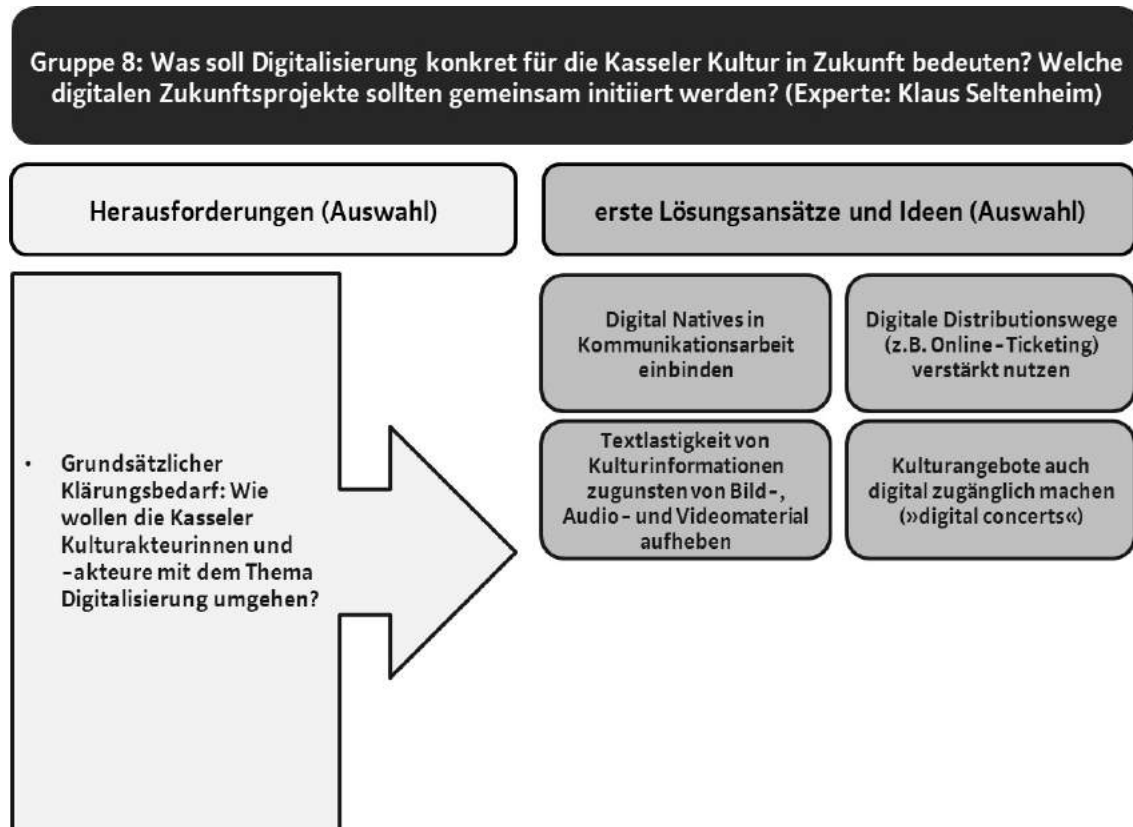 Gruppe 8: Was soll Digitalisierung konkret für die Kasseler Kultur in Zukunft bedeuten? Welche
digitalen Zukunftsprojekte sollten gemeinsam initiiert werden? (Experte: Klaus Seltenheim)
Herausforderungen (Auswahl)
erste Lösungsansätze und Ideen (Auswahl)
• Grundsätzlicher
Klärungsbedarf: Wie
wollen die Kasseler
Kulturakteurinnen und
-akteure mit dem Thema
Digitalisierung umgehen?
Digital Natives in
Kommunikationsarbeit
einbinden
Digitale Distributionswege
(z.B. Online-Ticketing)
verstärkt nutzen
Textlastigkeit von
Kulturinformationen
zugunsten von Bild-,
Audio- und Videomaterial
aufheben
Kulturangebote auch
digital zugänglich machen
(»digital concerts«)